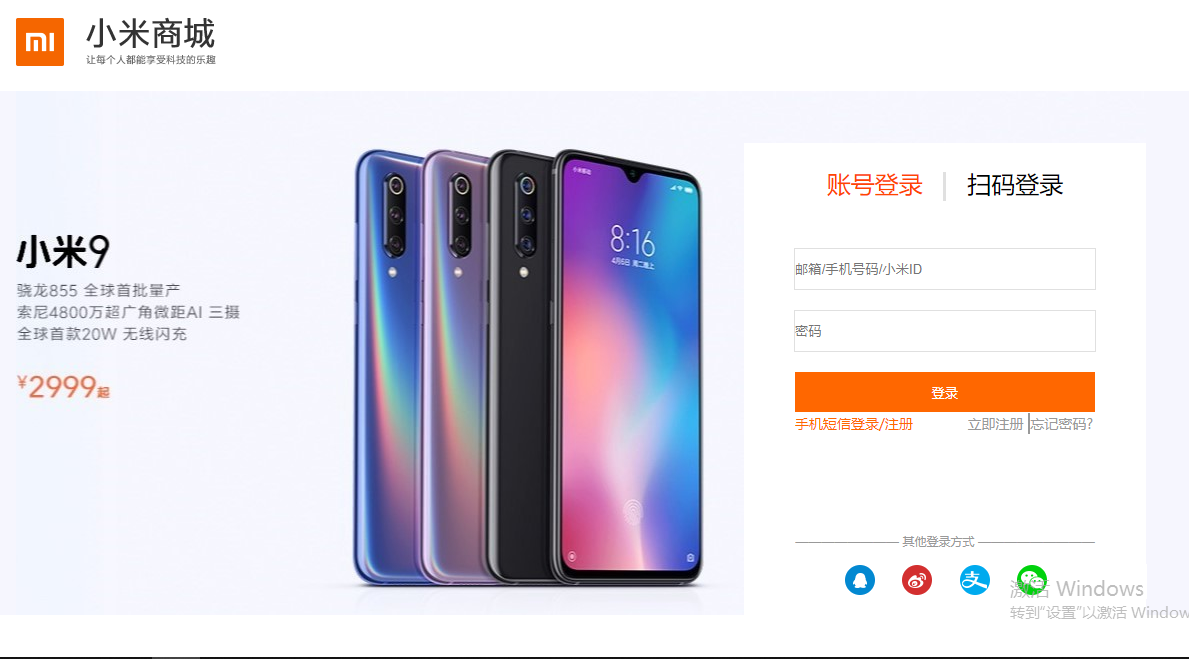 小米商城
让每个人都能享受科技的乐趣
小米9
骁龙855 全球首批量产
索尼4800万超广角微距AI 三摄
全球首款20W 无线闪充
¥2999起
小米移动
8:16
4月6日 周二晚上
账号登录 扫码登录
邮箱/手机号码/小米ID
密码
登录
手机短信登录/注册 立即注册 忘记密码?
其他登录方式
支
激活 Windows
转到"设置"以激活 Window